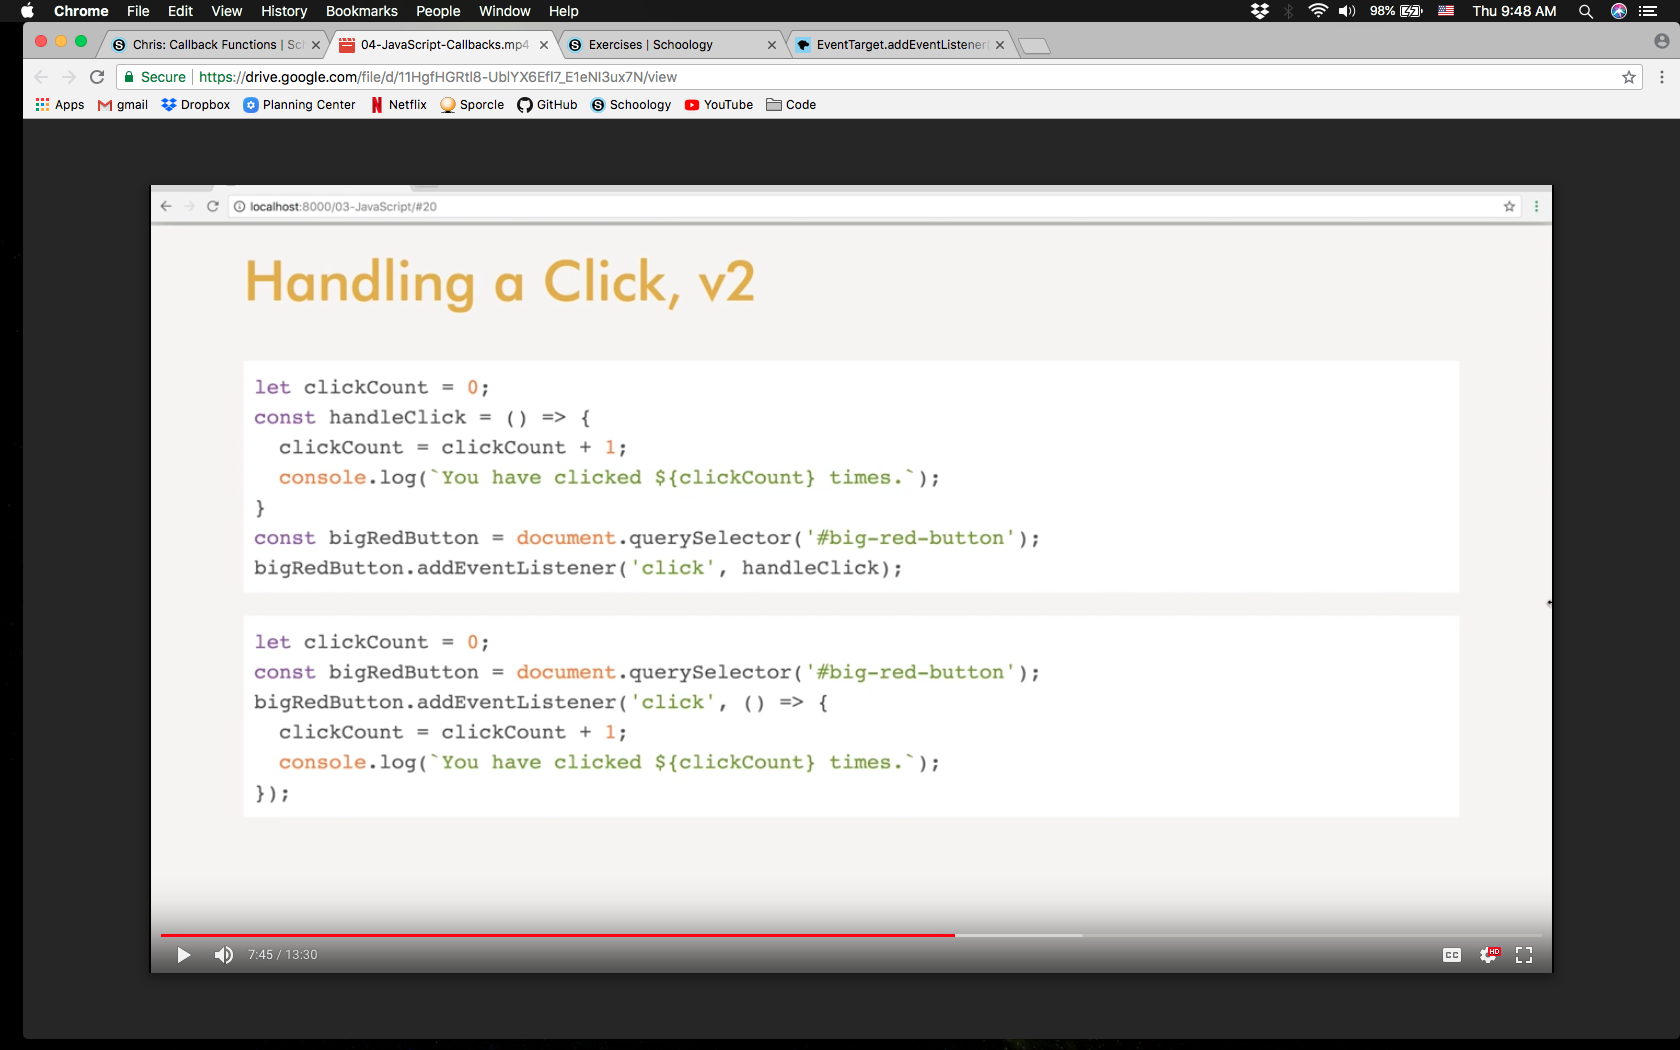 Chrome File Edit View History Bookmarks People Window Help 98% Thu 9:48 AM
Chris: Callback Functions | Sc 04-JavaScript-Callbacks.mp4 Exercises | Schoology EventTarget.addEventListener
Secure https://drive.google.com/file/d/11HgfHGRtl8-UblYX6Efl7_E1eNl3ux7N/view
Apps gmail Dropbox Planning Center Netflix Sporcle GitHub Schoology YouTube Code
localhost:8000/03-JavaScript/#20
Handling a Click, v2
let clickCount = 0;
const handleClick = () => {
  clickCount = clickCount + 1;
  console.log(`You have clicked ${clickCount} times.`);
}
const bigRedButton = document.querySelector('#big-red-button');
bigRedButton.addEventListener('click', handleClick);
let clickCount = 0;
const bigRedButton = document.querySelector('#big-red-button');
bigRedButton.addEventListener('click', () => {
  clickCount = clickCount + 1;
  console.log(`You have clicked ${clickCount} times.`);
});
7:45 / 13:30 CC HD